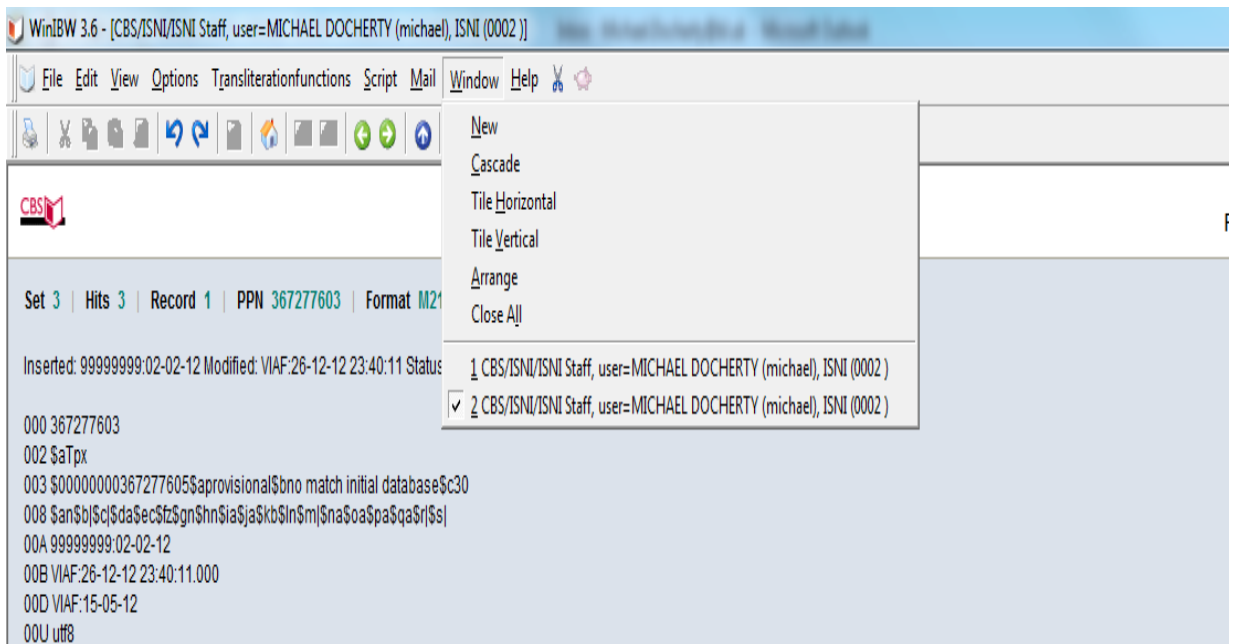 WinIBW 3.6 - [CBS/ISNI/ISNI Staff, user=MICHAEL DOCHERTY (michael), ISNI (0002 )]
File Edit View Options Transliterationfunctions Script Mail Window Help
New
Cascade
Tile Horizontal
Tile Vertical
Arrange
Close All
1 CBS/ISNI/ISNI Staff, user=MICHAEL DOCHERTY (michael), ISNI (0002 )
2 CBS/ISNI/ISNI Staff, user=MICHAEL DOCHERTY (michael), ISNI (0002 )
CBS
F
Set 3 | Hits 3 | Record 1 | PPN 367277603 | Format M21
Inserted: 99999999:02-02-12 Modified: VIAF:26-12-12 23:40:11 Status
000 367277603
002 $aTpx
003 $00000000367277605$aprovisional$bno match initial database$c30
008 $an$b|$c|$da$ec$fz$gn$hn$ia$ja$kb$ln$m|$na$oa$pa$qa$r|$s|
00A 99999999:02-02-12
00B VIAF:26-12-12 23:40:11.000
00D VIAF:15-05-12
00U utf8